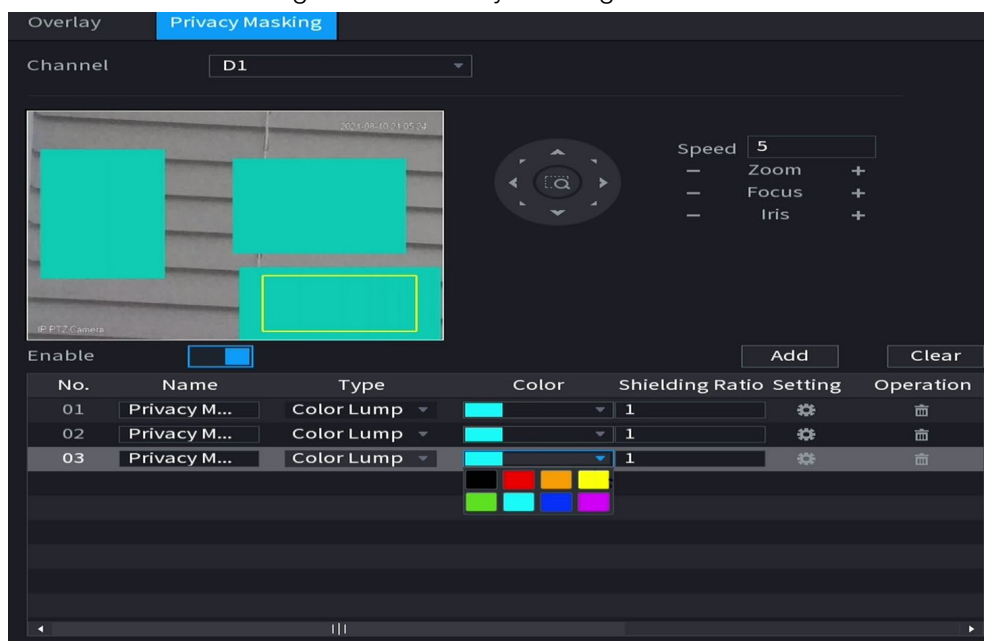 Overlay Privacy Masking
Channel D1
2021-08-10 21:05:24
Speed 5
− Zoom +
− Focus +
− Iris +
IP PTZ Camera
Enable Add Clear
No. Name Type Color Shielding Ratio Setting Operation
01 Privacy M... Color Lump 1
02 Privacy M... Color Lump 1
03 Privacy M... Color Lump 1